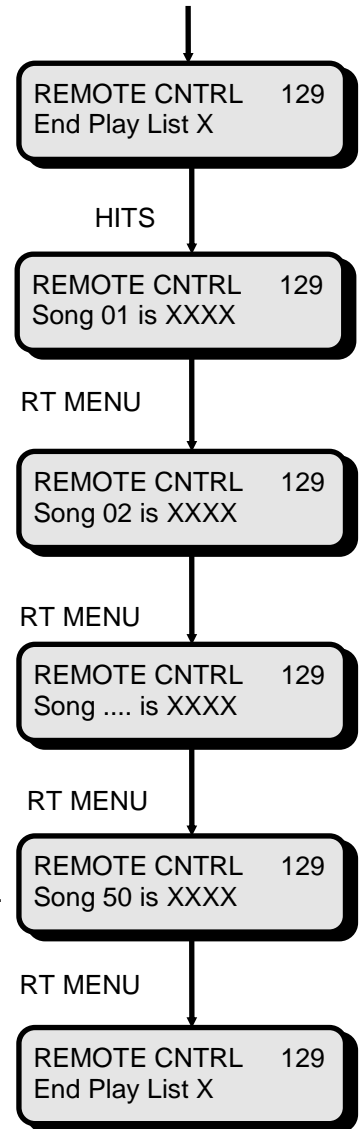 REMOTE CNTRL 129
End Play List X
HITS
REMOTE CNTRL 129
Song 01 is XXXX
RT MENU
REMOTE CNTRL 129
Song 02 is XXXX
RT MENU
REMOTE CNTRL 129
Song .... is XXXX
RT MENU
REMOTE CNTRL 129
Song 50 is XXXX
RT MENU
REMOTE CNTRL 129
End Play List X